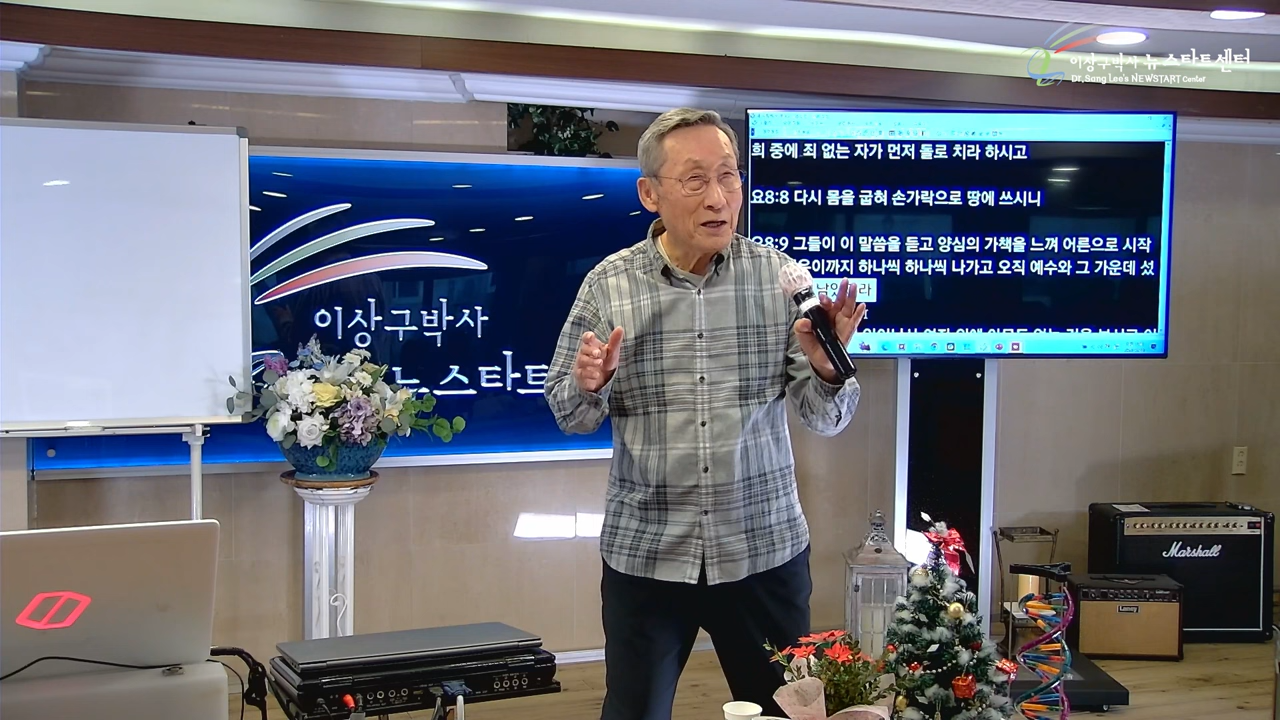 이상구박사 뉴스타트센터
Dr. Sang Lee's NEWSTART Center
희 중에 죄 없는 자가 먼저 돌로 치라 하시고
요8:8 다시 몸을 굽혀 손가락으로 땅에 쓰시니
요8:9 그들이 이 말씀을 듣고 양심의 가책을 느껴 어른으로 시작
까지 하나씩 하나씩 나가고 오직 예수와 그 가운데 섰
라
이상구박사
뉴스타트
Marshall
Laney